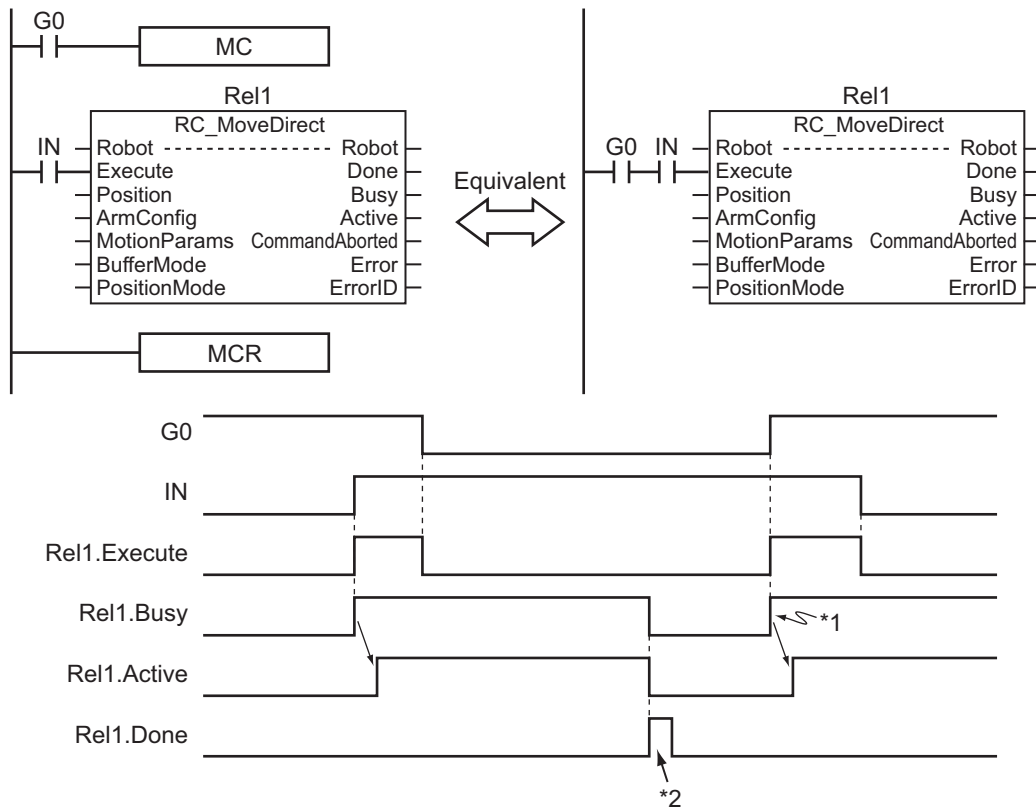 G0
MC
Rel1
RC_MoveDirect
IN
Robot Robot
Execute Done
Position Busy
ArmConfig Active
MotionParams CommandAborted
BufferMode Error
PositionMode ErrorID
MCR
Equivalent
Rel1
RC_MoveDirect
G0 IN
Robot Robot
Execute Done
Position Busy
ArmConfig Active
MotionParams CommandAborted
BufferMode Error
PositionMode ErrorID
G0
IN
Rel1.Execute
Rel1.Busy
*1
Rel1.Active
Rel1.Done
*2